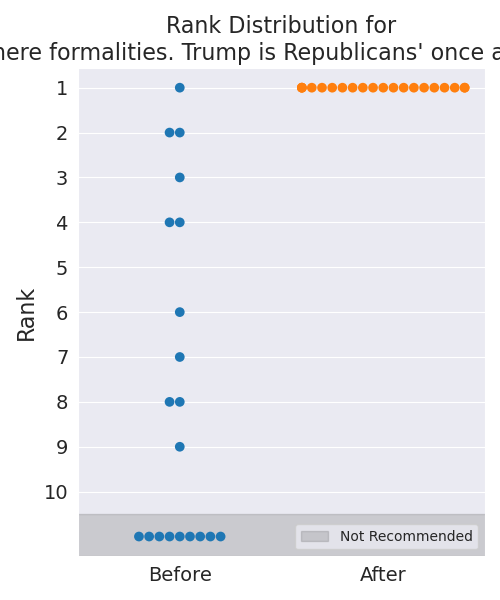 Rank Distribution for
mere formalities. Trump is Republicans' once a
1
2
3
4
5
6
7
8
9
10
Rank
Not Recommended
Before
After